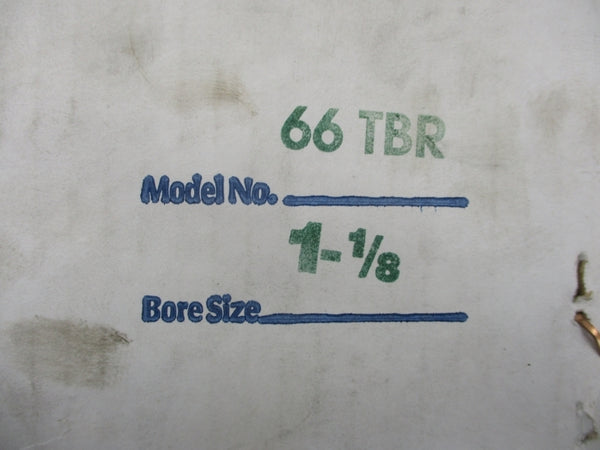 66 TBR
Model No.
1-1/8
Bore Size